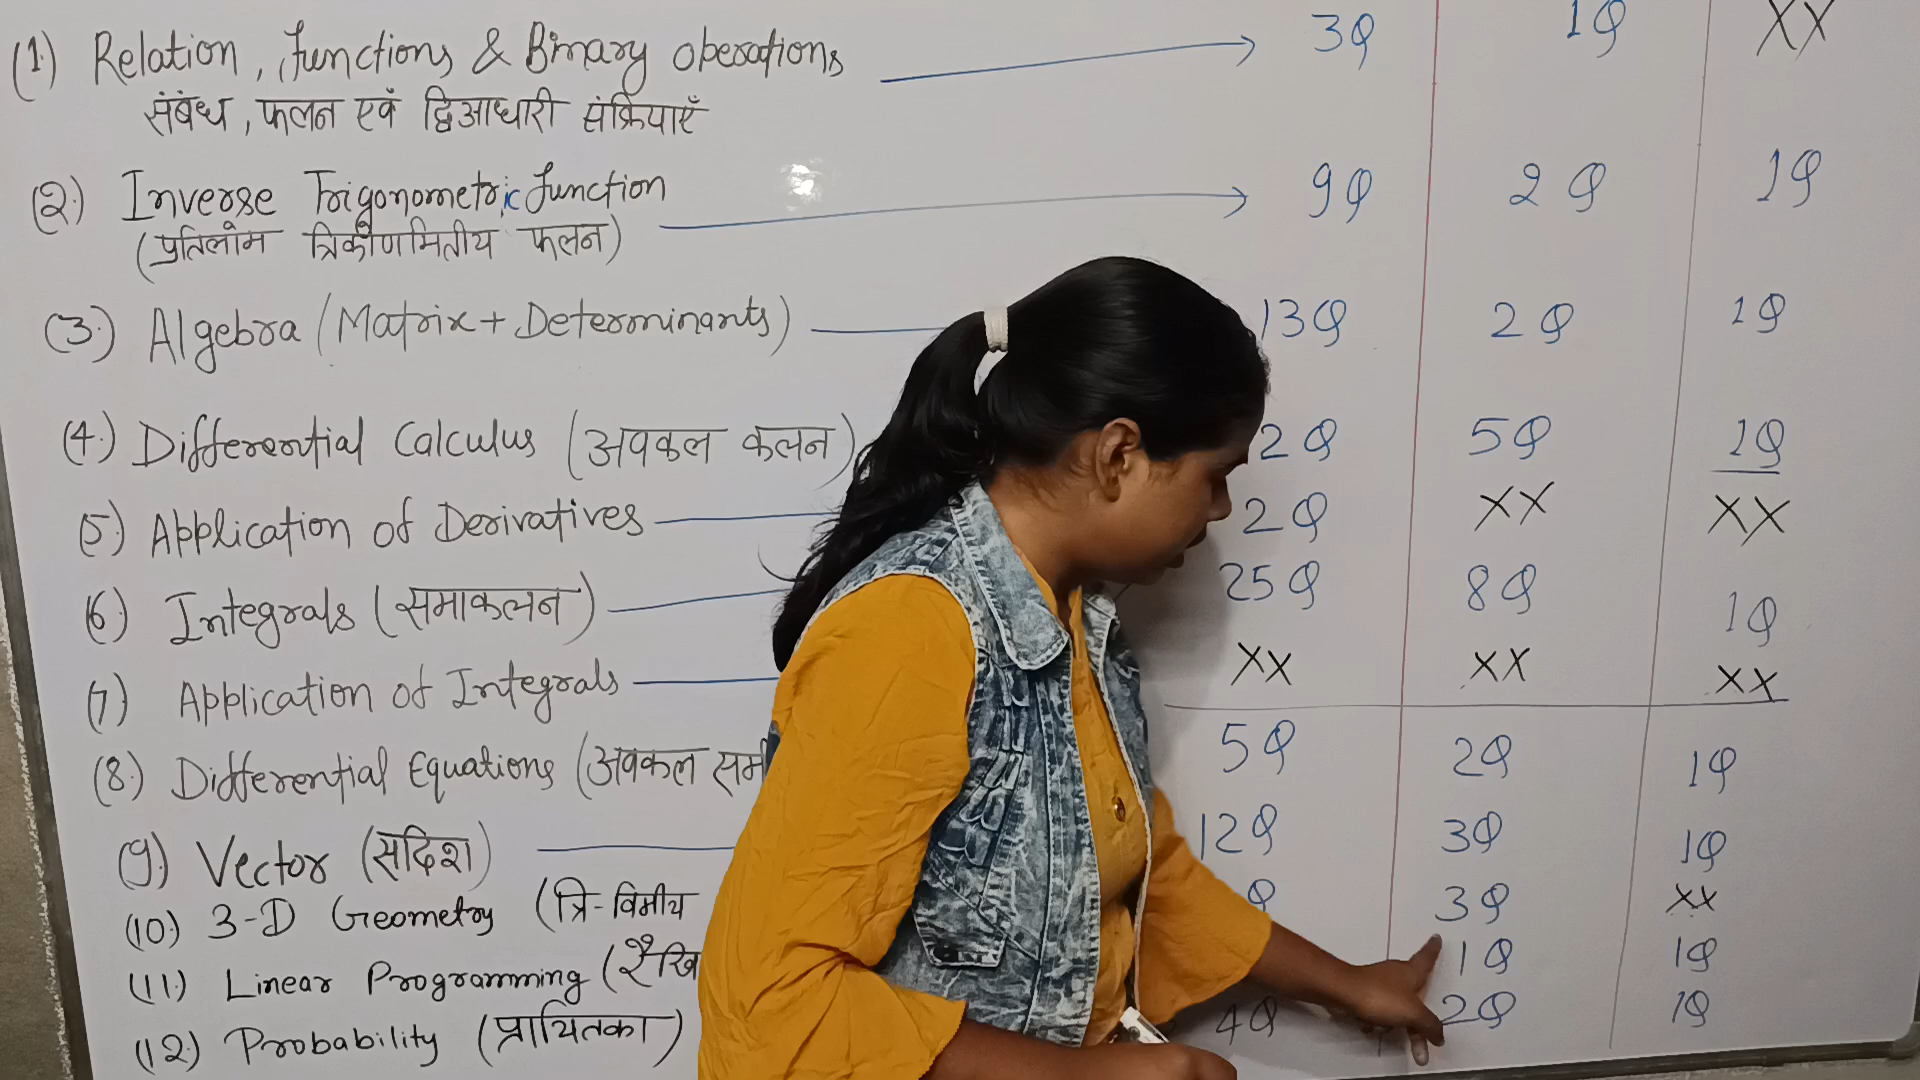 (1.) Relation, functions & Binary operations 3Q 1Q XX
संबंध, फलन एवं द्विआधारी संक्रियाएँ
(2.) Inverse Trigonometric function 9Q 2Q 1Q
(प्रतिलोम त्रिकोणमितीय फलन)
(3.) Algebra (Matrix + Determinants) 13Q 2Q 1Q
(4.) Differential Calculus (अवकल कलन) 2Q 5Q 1Q
(5.) Application of Derivatives 2Q XX XX
(6.) Integrals (समाकलन) 25Q 8Q 1Q
(7.) Application of Integrals XX XX XX
(8.) Differential Equations (अवकल 5Q 2Q 1Q
(9.) Vector (सदिश) 12Q 3Q 1Q
(10.) 3-D Geometry (त्रि-विमीय Q 3Q XX
(11.) Linear Programming 1Q 1Q
(12.) Probability (प्रायितका) 4Q 2Q 1Q